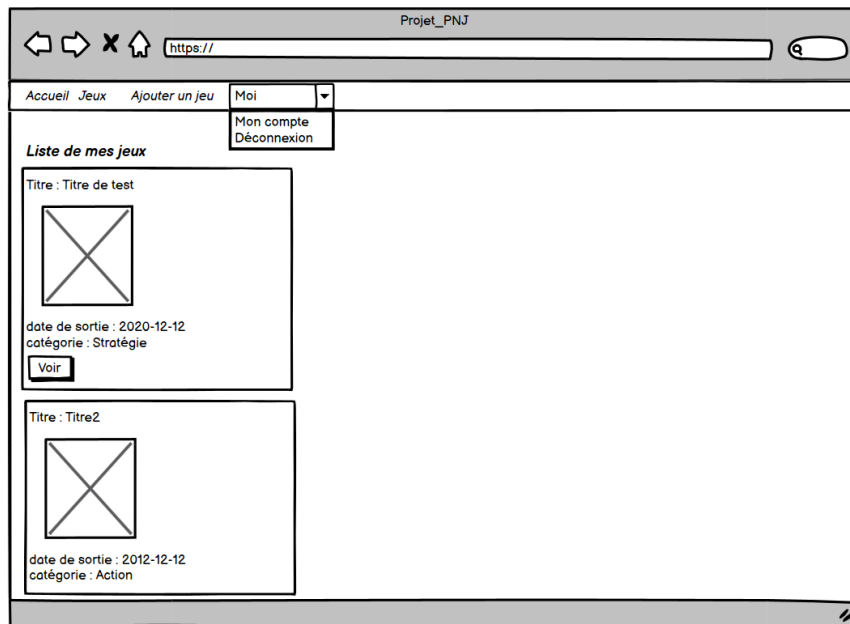 Projet_PNJ
https://
Accueil Jeux Ajouter un jeu Moi
Mon compte
Déconnexion
Liste de mes jeux
Titre : Titre de test
date de sortie : 2020-12-12
catégorie : Stratégie
Voir
Titre : Titre2
date de sortie : 2012-12-12
catégorie : Action